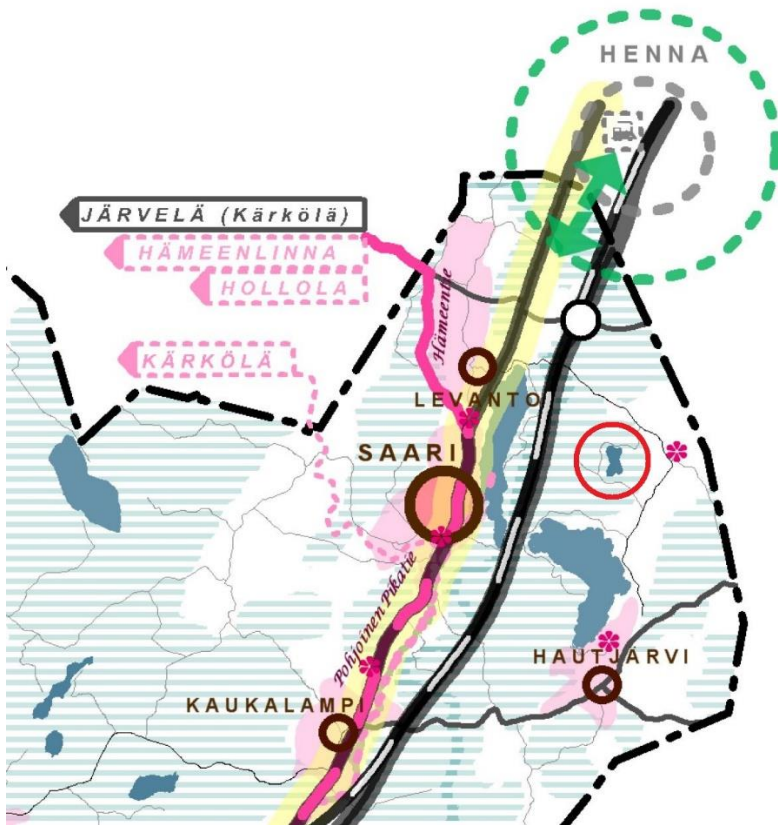 HENNA
JÄRVELÄ (Kärkölä)
HÄMEENLINNA
HOLLOLA
Hämeentie
KÄRKÖLÄ
LEVANTO
SAARI
Pohjoinen Pikatie
HAUTJÄRVI
KAUKALAMPI